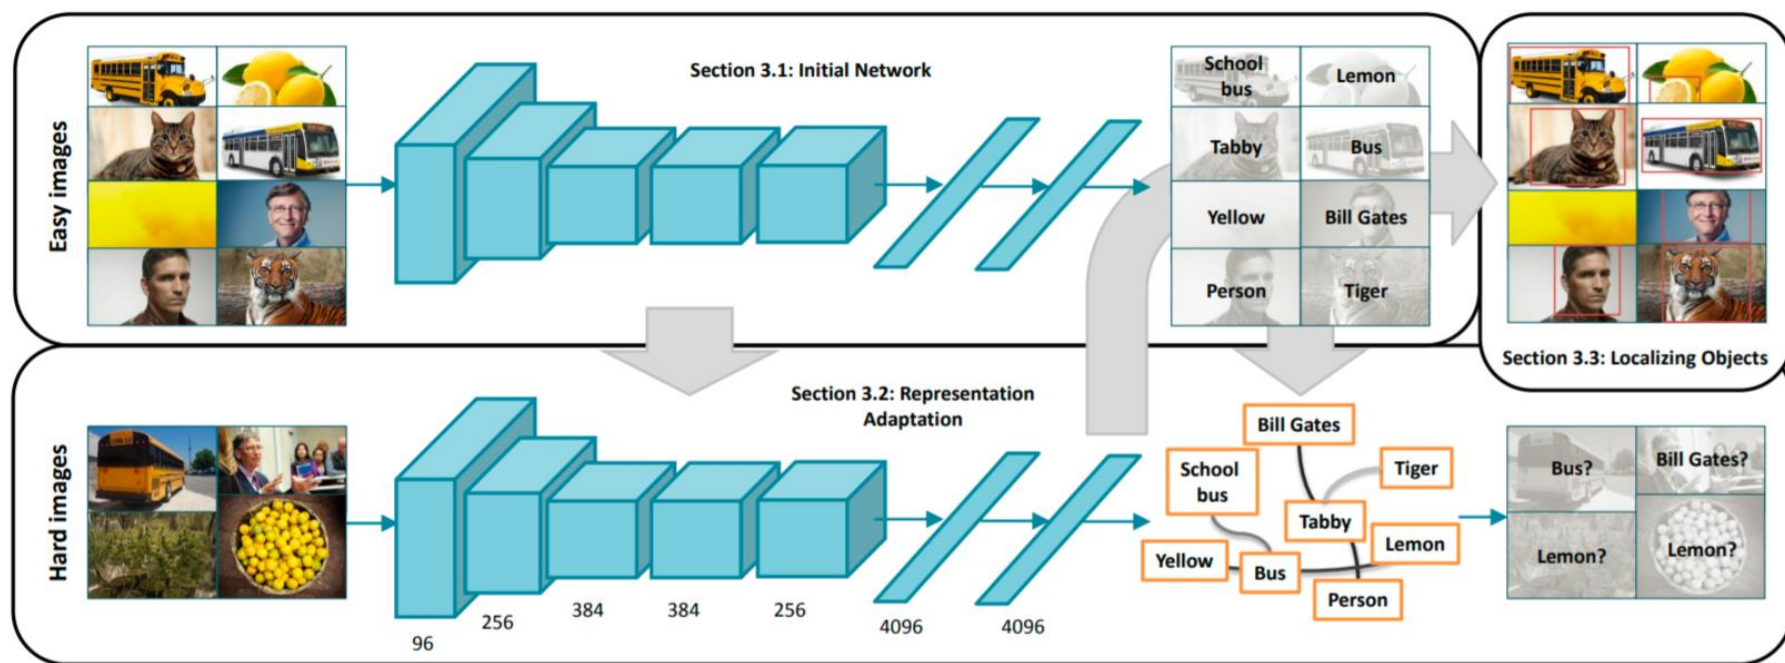 Easy images
Section 3.1: Initial Network
School
bus
Lemon
Tabby
Bus
Yellow
Bill Gates
Person
Tiger
Section 3.3: Localizing Objects
Hard images
Section 3.2: Representation
Adaptation
96
256
384
384
256
4096
4096
Bill Gates
School
bus
Tiger
Tabby
Lemon
Yellow
Bus
Person
Bus?
Bill Gates?
Lemon?
Lemon?